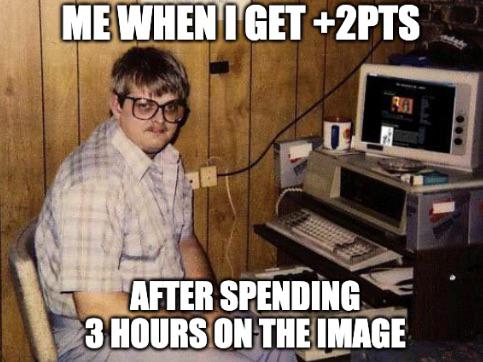 ME WHEN I GET +2PTS
AFTER SPENDING
3 HOURS ON THE IMAGE